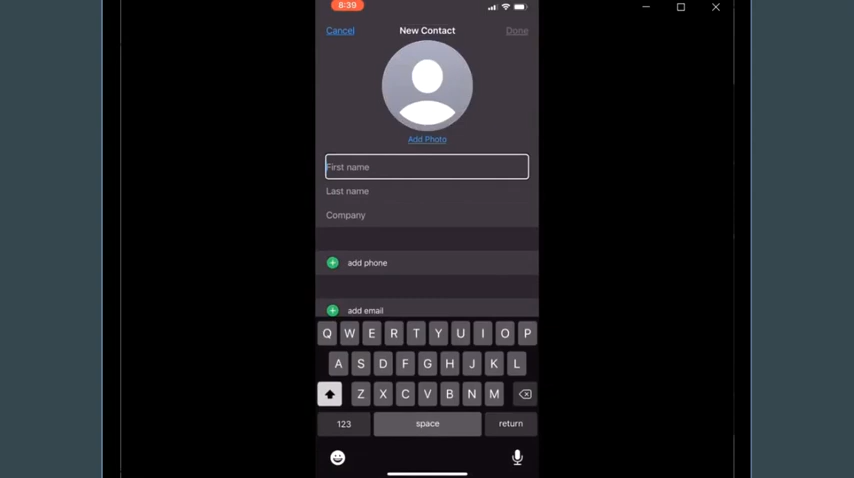 8:39
Cancel New Contact Done
Add Photo
First name
Last name
Company
add phone
add email
Q W E R T Y U I O P
A S D F G H J K L
Z X C V B N M
123 space return